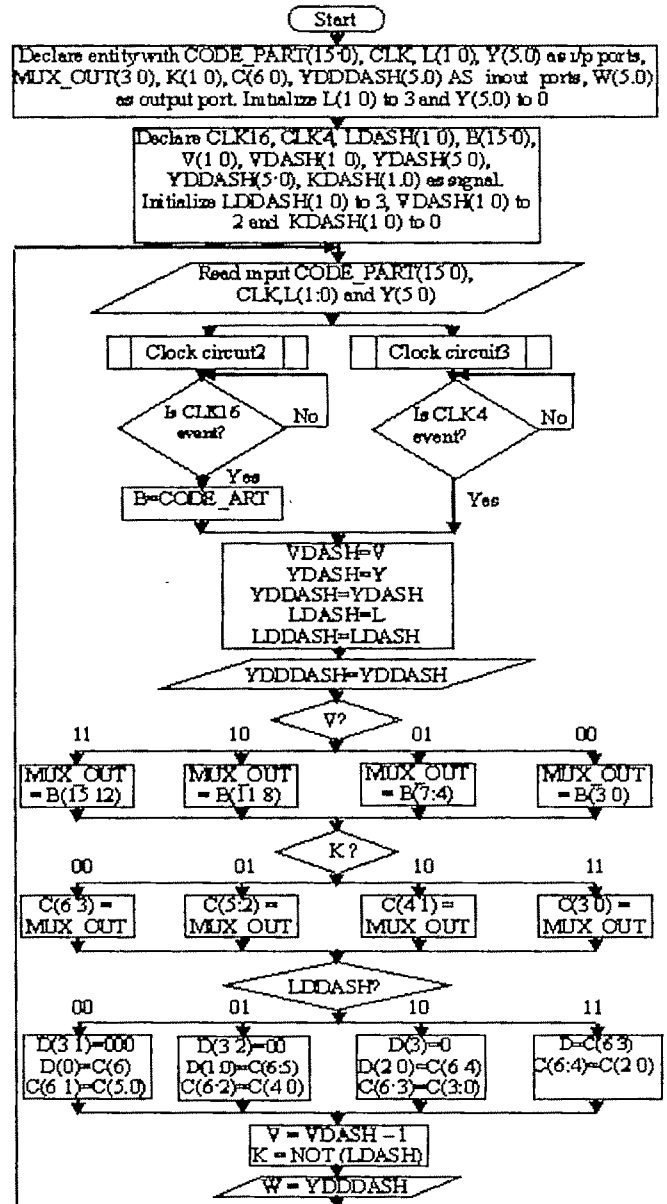 Start
Declare entity with CODE_PART(15:0), CLK, L(1 0), Y(5.0) as i/p ports,
MUX_OUT(3 0), K(1 0), C(6 0), YDDDASH(5.0) AS inout ports, W(5.0)
as output port. Initialize L(1 0) to 3 and Y(5.0) to 0
Declare CLK16, CLK4, LDASH(1 0), B(15:0),
V(1 0), VDASH(1 0), YDASH(5 0),
YDDASH(5:0), KDASH(1.0) as signal.
Initialize LDDASH(1 0) to 3, VDASH(1 0) to
2 and KDASH(1 0) to 0
Read input CODE_PART(15 0),
CLK,L(1:0) and Y(5 0)
Clock circuit2 Clock circuit3
Is CLK16 No Is CLK4 No
event? event?
Yes Yes
B=CODE_ART
VDASH=V
YDASH=Y
YDDASH=YDASH
LDASH=L
LDDASH=LDASH
YDDDASH=YDDASH
V?
11 10 01 00
MUX_OUT MUX_OUT MUX_OUT MUX_OUT
= B(15 12) = B(11 8) = B(7:4) = B(3 0)
K?
00 01 10 11
C(6 3) = C(5:2) = C(4 1) = C(3 0) =
MUX_OUT MUX_OUT MUX_OUT MUX_OUT
LDDASH?
00 01 10 11
D(3 1)=000 D(3 2)=00 D(3)=0 D=C(6 3)
D(0)=C(6) D(1 0)=C(6:5) D(2 0)=C(6 4) C(6:4)=C(2 0)
C(6 1)=C(5.0) C(6:2)=C(4 0) C(6:3)=C(3:0)
V = VDASH – 1
K = NOT (LDASH)
W = YDDDASH